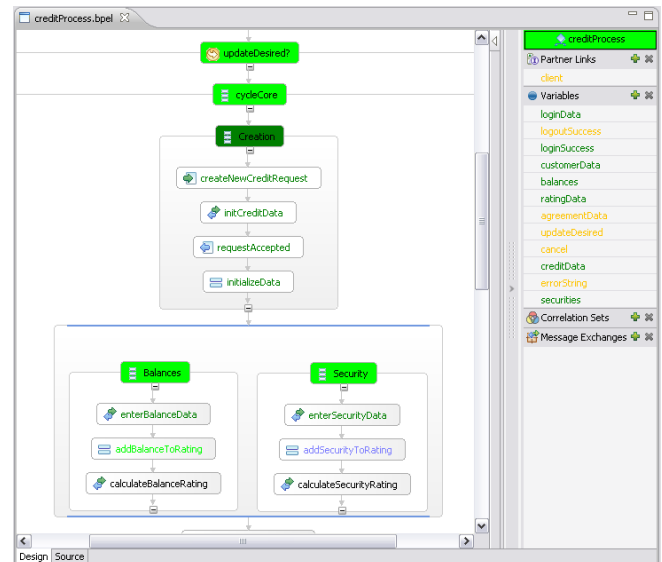 creditProcess.bpel
updateDesired?
cycleCore
Creation
createNewCreditRequest
initCreditData
requestAccepted
initializeData
Balances
enterBalanceData
addBalanceToRating
calculateBalanceRating
Security
enterSecurityData
addSecurityToRating
calculateSecurityRating
creditProcess
Partner Links
client
Variables
loginData
logoutSuccess
loginSuccess
customerData
balances
ratingData
agreementData
updateDesired
cancel
creditData
errorString
securities
Correlation Sets
Message Exchanges
Design Source